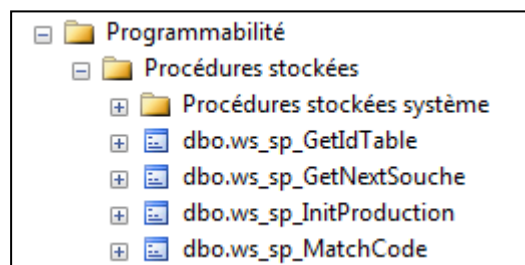 Programmabilité
Procédures stockées
Procédures stockées système
dbo.ws_sp_GetIdTable
dbo.ws_sp_GetNextSouche
dbo.ws_sp_InitProduction
dbo.ws_sp_MatchCode